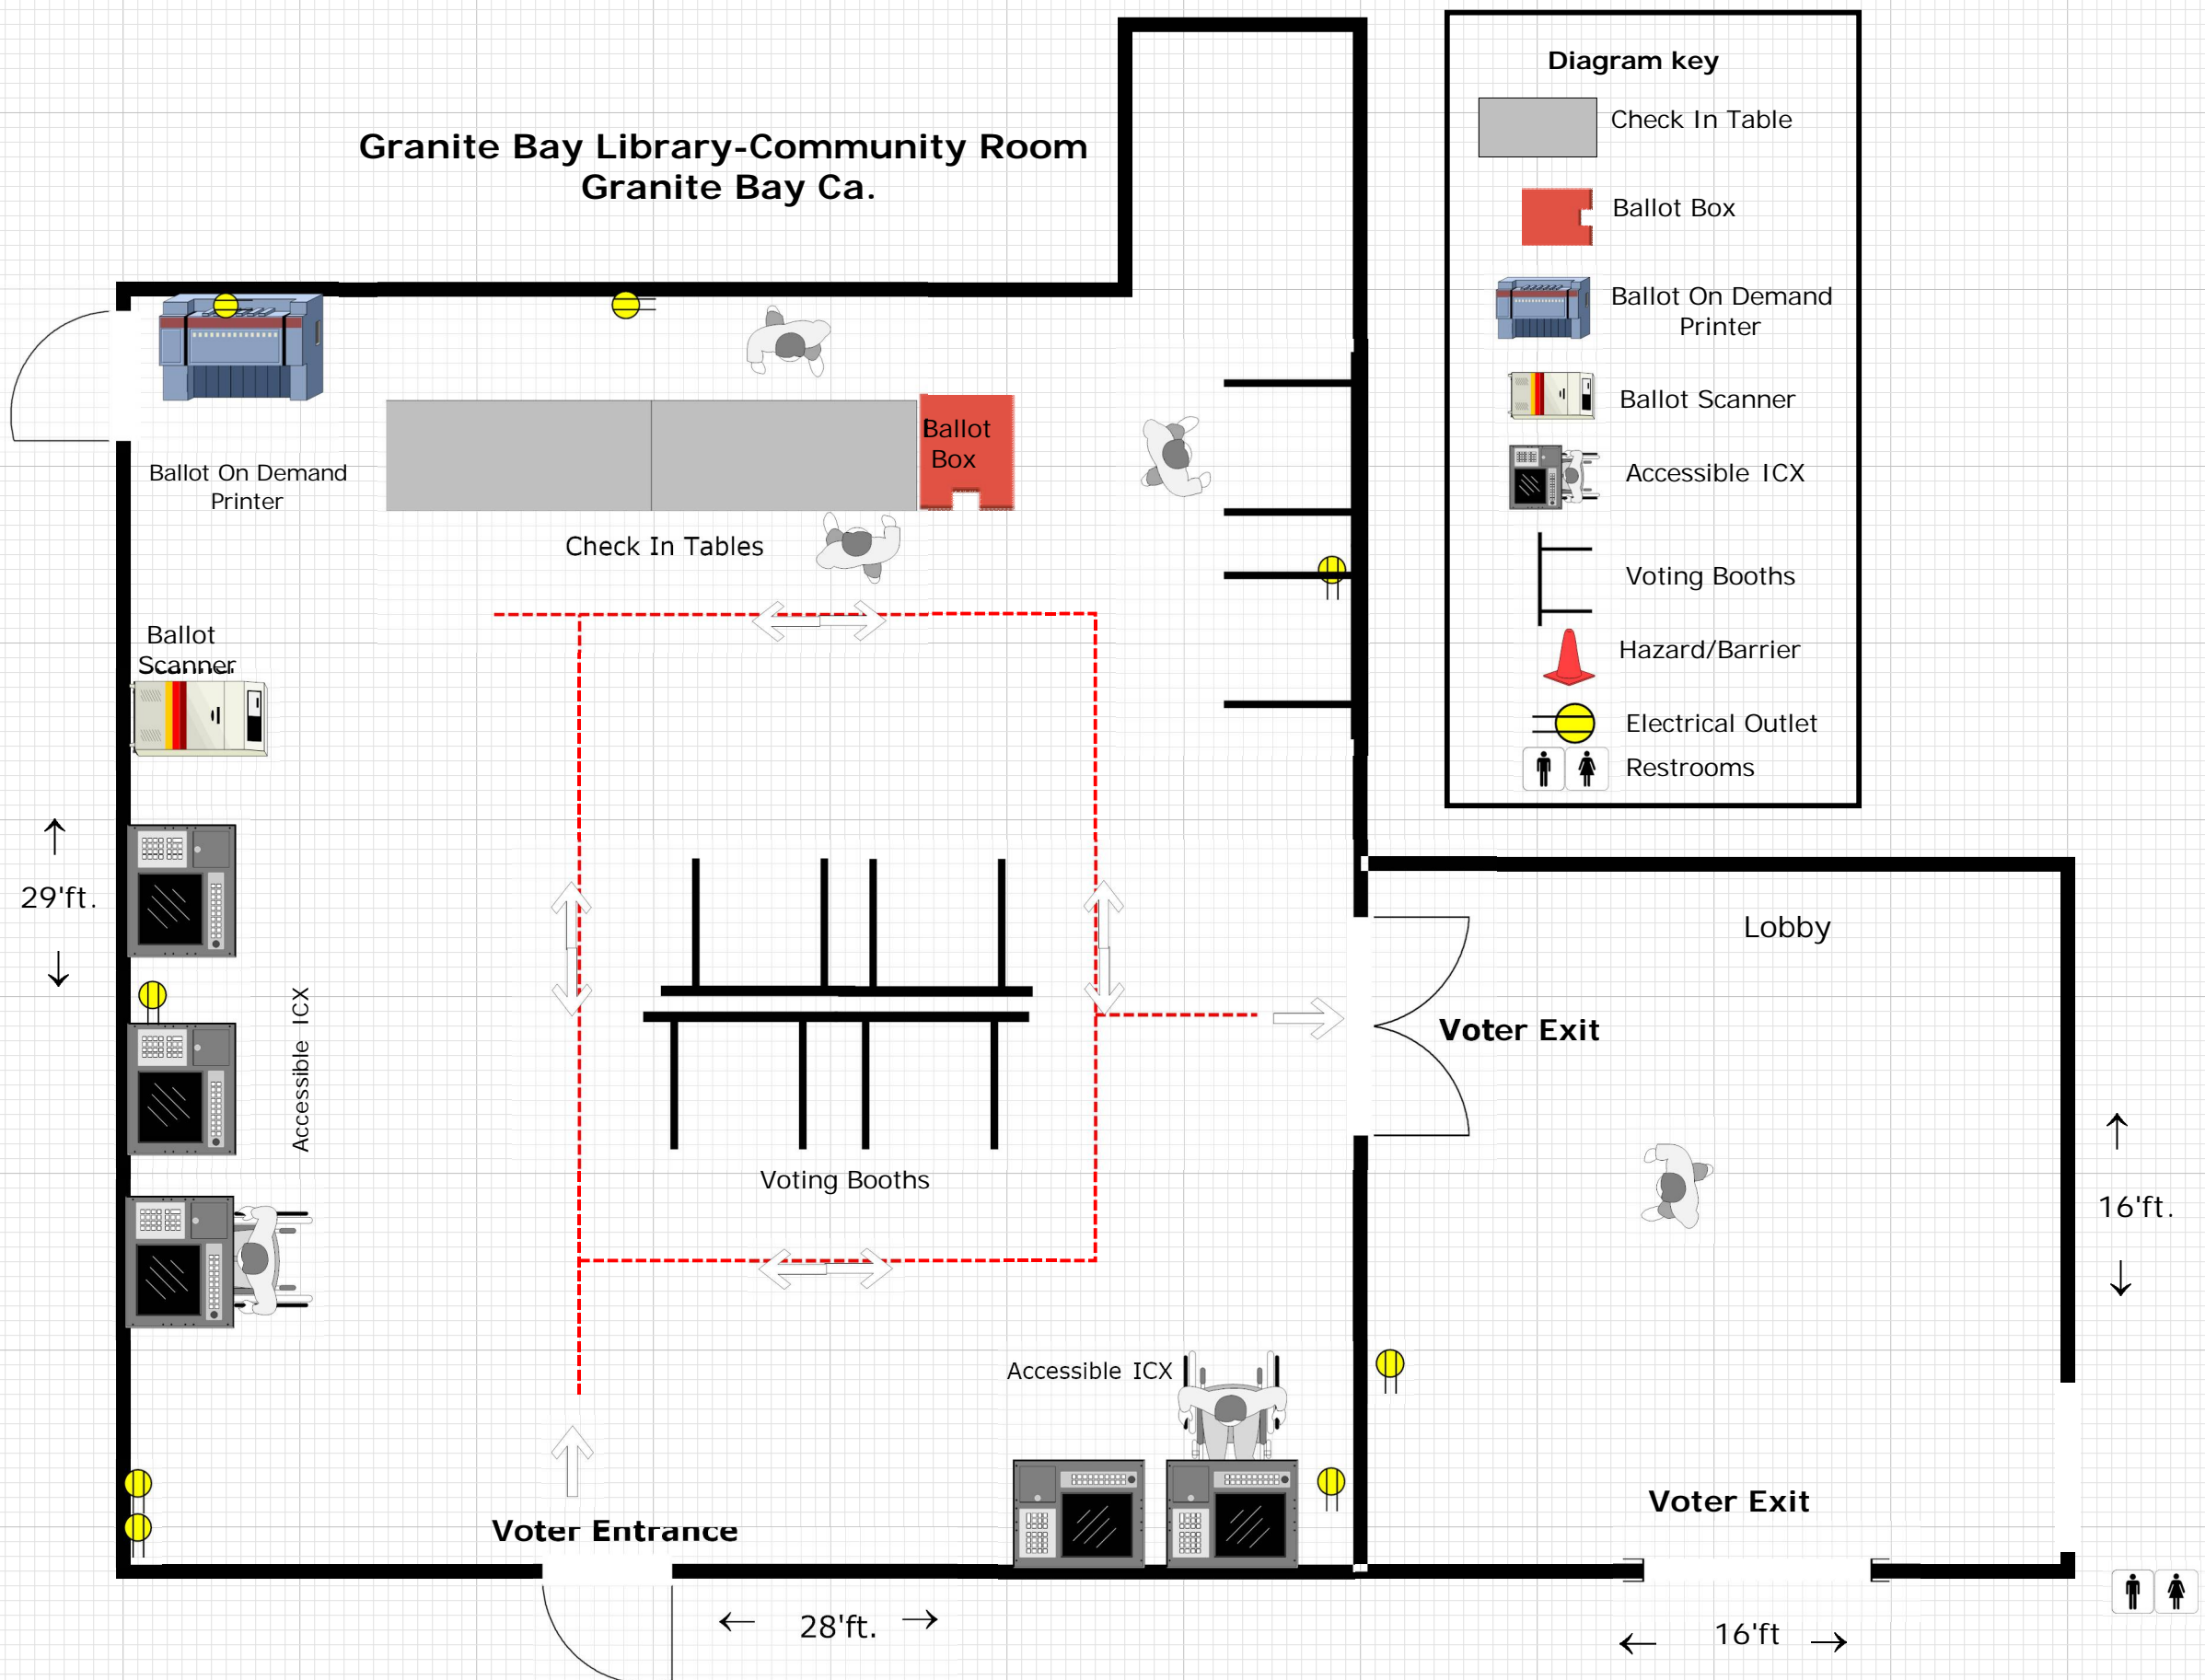 Granite Bay Library-Community Room
Granite Bay Ca.
Diagram key
Check In Table
Ballot Box
Ballot On Demand
Printer
Ballot Scanner
Accessible ICX
Voting Booths
Hazard/Barrier
Electrical Outlet
Restrooms
Ballot
Box
Ballot On Demand
Printer
Check In Tables
Ballot
Scanner
29'ft.
Accessible ICX
Voting Booths
Lobby
Voter Exit
16'ft.
Accessible ICX
Voter Exit
Voter Entrance
28'ft.
16'ft